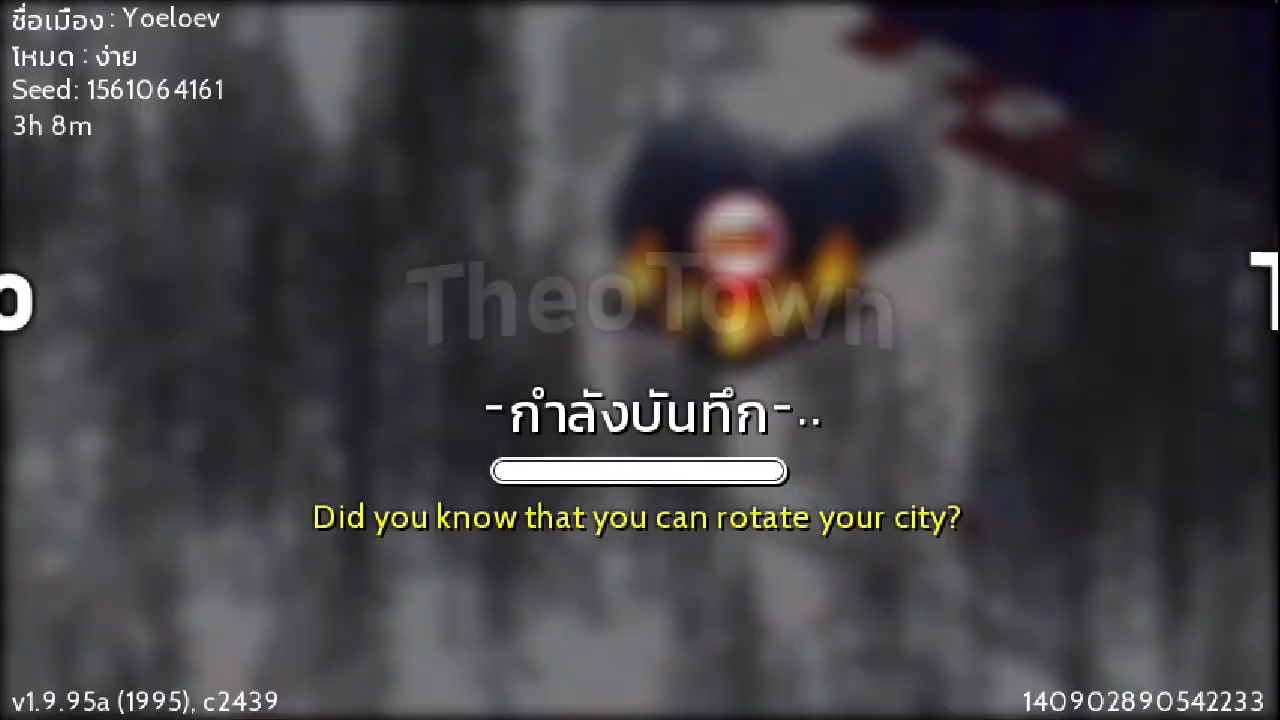 ชื่อเมือง : Yoeloev
โหมด : ง่าย
Seed: 1561064161
3h 8m
TheoTown
-กำลังบันทึก-..
Did you know that you can rotate your city?
v1.9.95a (1995), c2439
140902890542233